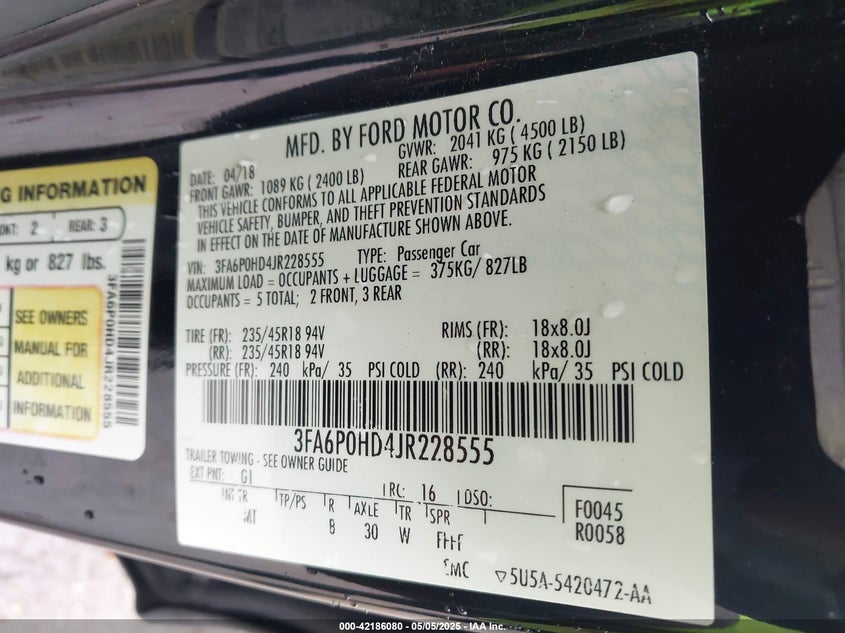 MFD. BY FORD MOTOR CO.
DATE: 04/18 GVWR: 2041 KG ( 4500 LB)
FRONT GAWR: 1089 KG ( 2400 LB) REAR GAWR: 975 KG ( 2150 LB)
THIS VEHICLE CONFORMS TO ALL APPLICABLE FEDERAL MOTOR
VEHICLE SAFETY, BUMPER, AND THEFT PREVENTION STANDARDS
IN EFFECT ON THE DATE OF MANUFACTURE SHOWN ABOVE.
VIN: 3FA6P0HD4JR228555 TYPE: Passenger Car
MAXIMUM LOAD = OCCUPANTS + LUGGAGE = 375KG/ 827LB
OCCUPANTS = 5 TOTAL; 2 FRONT, 3 REAR
TIRE (FR): 235/45R18 94V RIMS (FR): 18x8.0J
(RR): 235/45R18 94V (RR): 18x8.0J
PRESSURE (FR): 240 kPa/ 35 PSI COLD (RR): 240 kPa/ 35 PSI COLD
3FA6P0HD4JR228555
TRAILER TOWING - SEE OWNER GUIDE
EXT PNT: G1 RC: 16 DSO:
INT TR TP/PS R AXLE TR SPR
MT B 30 W
F0045
R0058
5U5A-5420472-AA
INFORMATION
2 REAR: 3
kg or 827 lbs.
SEE OWNERS
MANUAL FOR
ADDITIONAL
INFORMATION
3FA6P0HD4JR228555
000-42186080 - 05/05/2025 - IAA Inc.